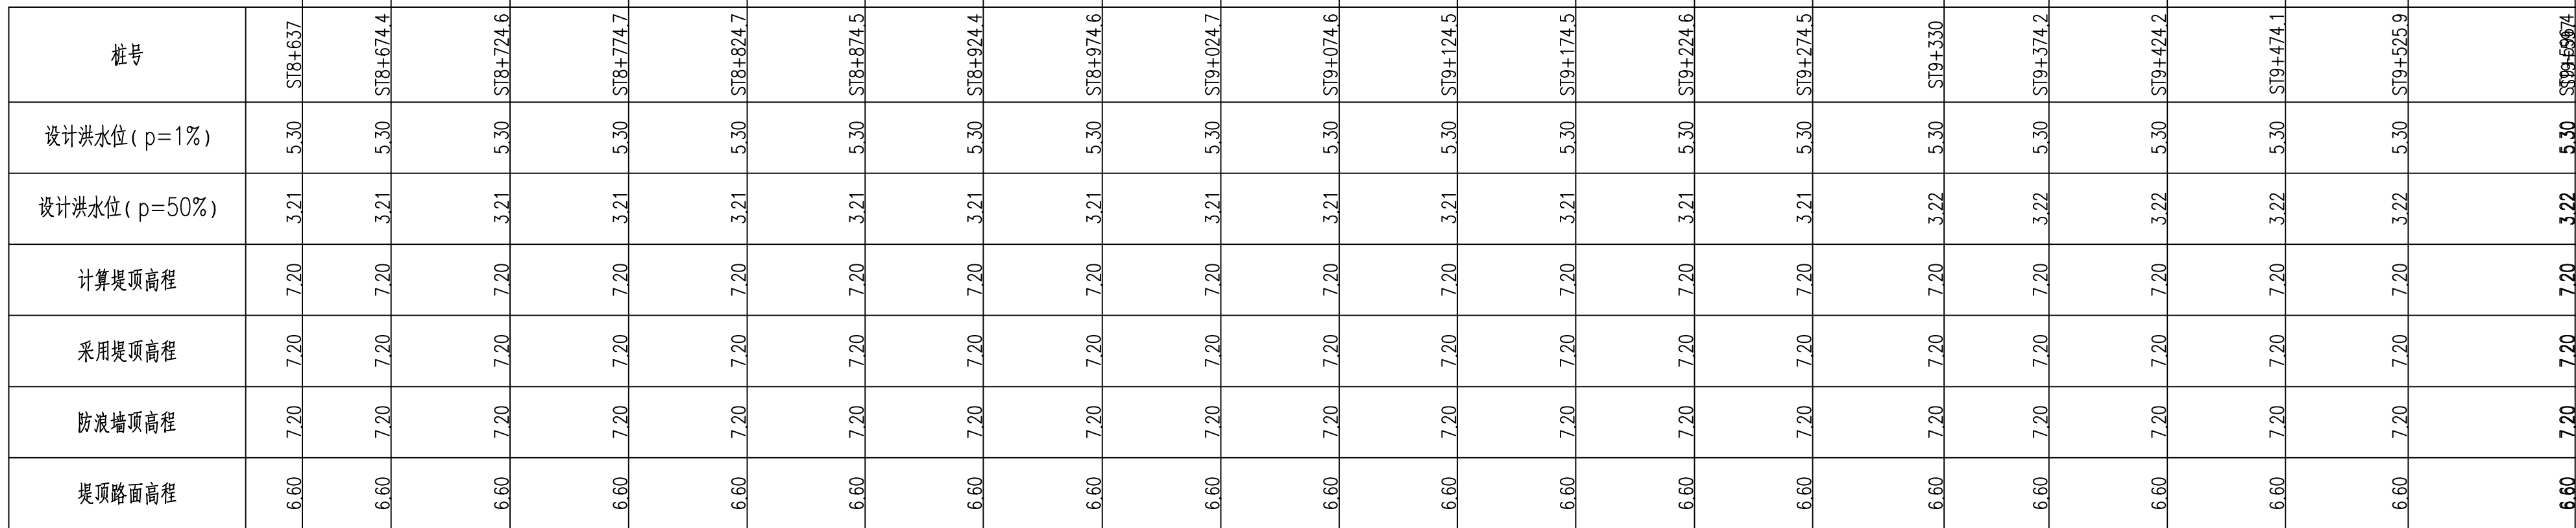 桩号 ST8+637 ST8+674.4 ST8+724.6 ST8+774.7 ST8+824.7 ST8+874.5 ST8+924.4 ST8+974.6 ST9+024.7 ST9+074.6 ST9+124.5 ST9+174.5 ST9+224.6 ST9+274.5 ST9+330 ST9+374.2 ST9+424.2 ST9+474.1 ST9+525.9
设计洪水位(p=1%) 5.30 5.30 5.30 5.30 5.30 5.30 5.30 5.30 5.30 5.30 5.30 5.30 5.30 5.30 5.30 5.30 5.30 5.30 5.30 5.30
设计洪水位(p=50%) 3.21 3.21 3.21 3.21 3.21 3.21 3.21 3.21 3.21 3.21 3.21 3.21 3.21 3.21 3.22 3.22 3.22 3.22 3.22 3.22
计算堤顶高程 7.20 7.20 7.20 7.20 7.20 7.20 7.20 7.20 7.20 7.20 7.20 7.20 7.20 7.20 7.20 7.20 7.20 7.20 7.20 7.20
采用堤顶高程 7.20 7.20 7.20 7.20 7.20 7.20 7.20 7.20 7.20 7.20 7.20 7.20 7.20 7.20 7.20 7.20 7.20 7.20 7.20 7.20
防浪墙顶高程 7.20 7.20 7.20 7.20 7.20 7.20 7.20 7.20 7.20 7.20 7.20 7.20 7.20 7.20 7.20 7.20 7.20 7.20 7.20 7.20
堤顶路面高程 6.60 6.60 6.60 6.60 6.60 6.60 6.60 6.60 6.60 6.60 6.60 6.60 6.60 6.60 6.60 6.60 6.60 6.60 6.60 6.60